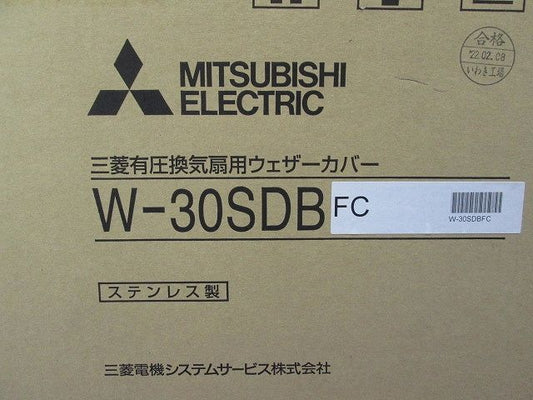 合格
'22.02.08
いわき工場
MITSUBISHI
ELECTRIC
三菱有圧換気扇用ウェザーカバー
W-30SDB FC
W-30SDBFC
ステンレス製
三菱電機システムサービス株式会社